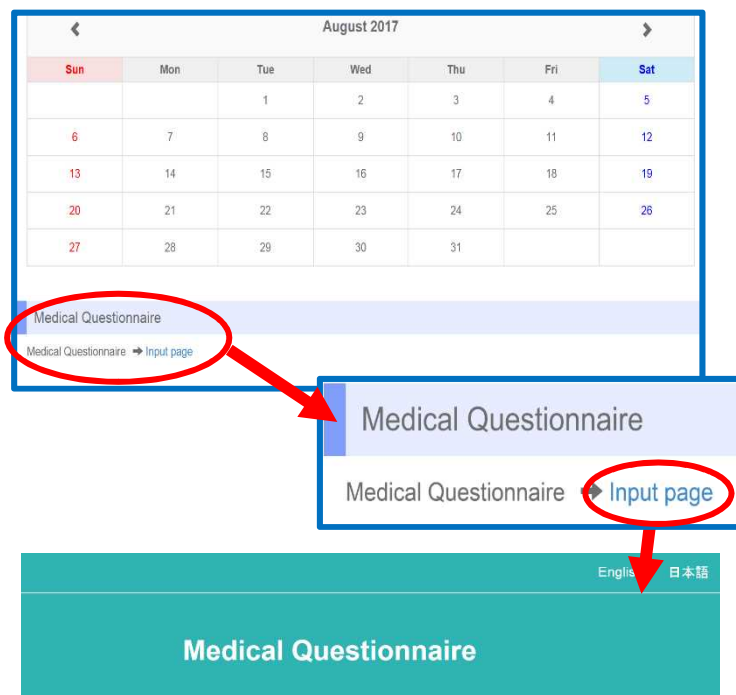 August 2017
Sun Mon Tue Wed Thu Fri Sat
1 2 3 4 5
6 7 8 9 10 11 12
13 14 15 16 17 18 19
20 21 22 23 24 25 26
27 28 29 30 31
Medical Questionnaire
Medical Questionnaire ➔ Input page
Medical Questionnaire
Medical Questionnaire ➔ Input page
日本語
Medical Questionnaire